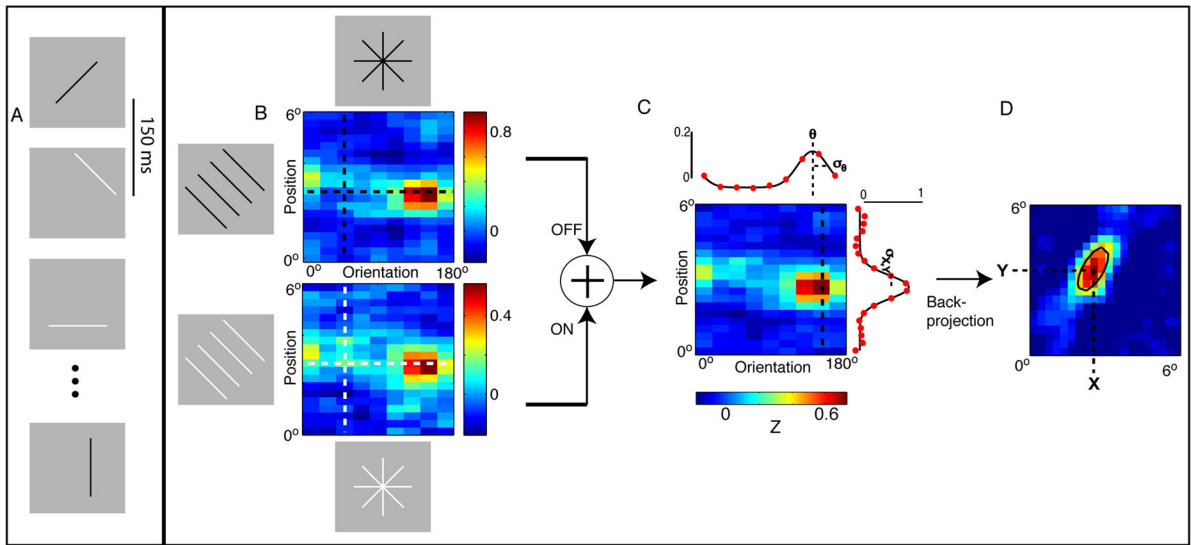 A
150 ms
B
6°
Position
0°
0°
Orientation
180°
0.8
0.4
0
6°
Position
0°
0.4
0
OFF
ON
C
0.2
0
θ
σθ
0
1
σX,Y
6°
Position
0°
0°
Orientation
180°
0
0.6
Z
Back-
projection
D
6°
Y
0°
X
6°